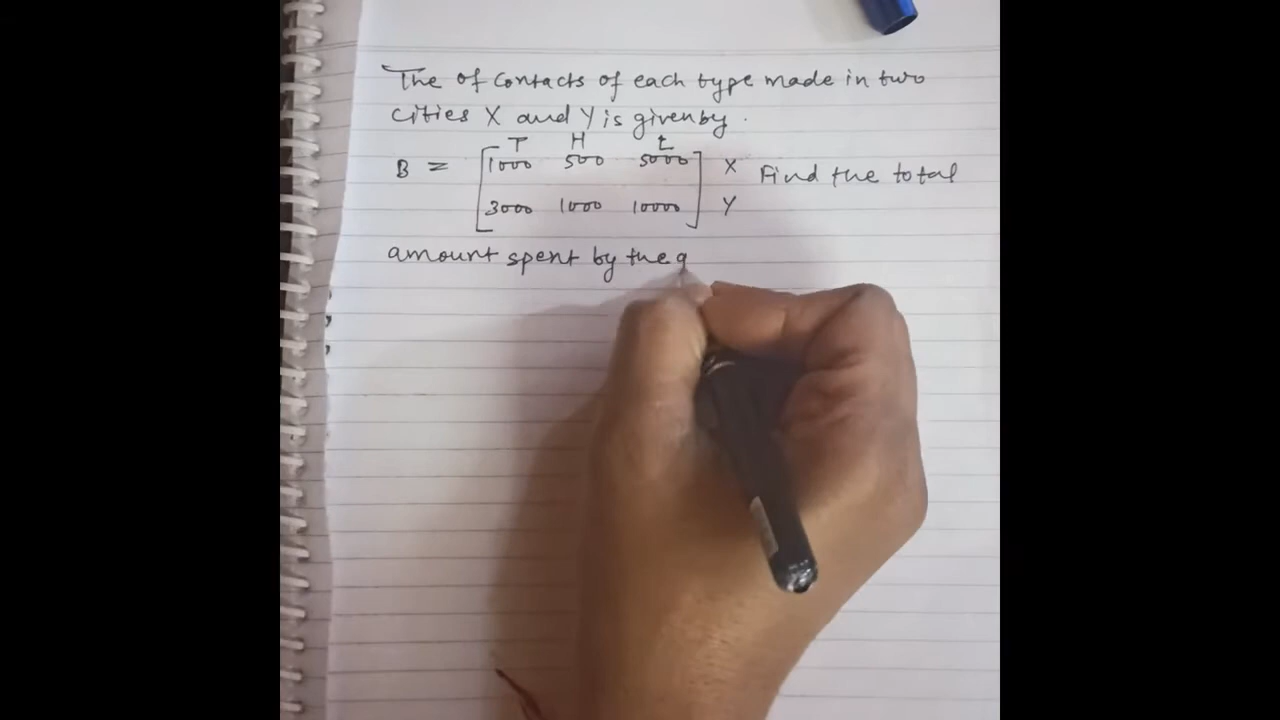 The of contacts of each type made in two
cities X and Y is given by.
T H L
B = [1000 500 5000] X Find the total
3000 1000 10000 Y
amount spent by the g